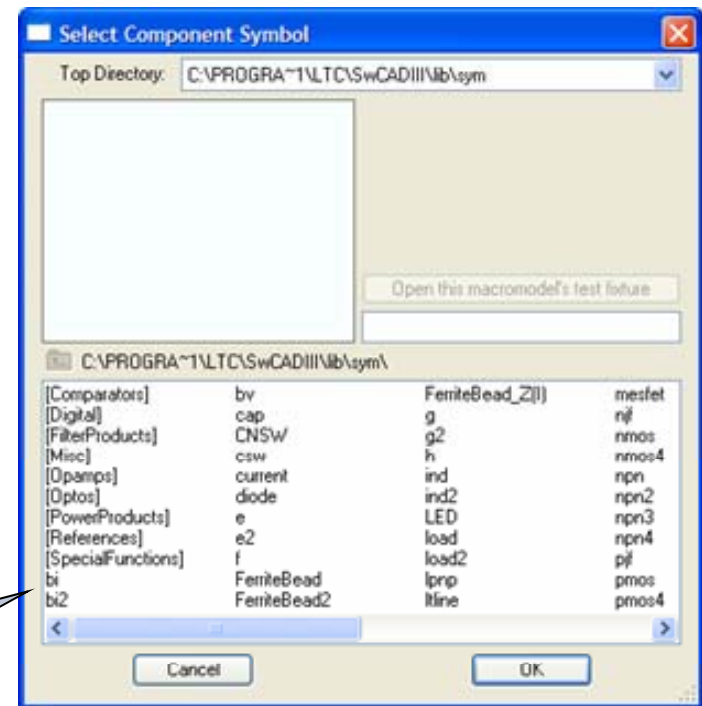 Select Component Symbol
Top Directory: C:\PROGRA~1\LTC\SwCADIII\lib\sym
Open this macromodel's test fixture
C:\PROGRA~1\LTC\SwCADIII\lib\sym\
[Comparators] bv FerriteBead_Z(I) mesfet
[Digital] cap g njf
[FilterProducts] CNSW g2 nmos
[Misc] csw h nmos4
[Opamps] current ind npn
[Optos] diode ind2 npn2
[PowerProducts] e LED npn3
[References] e2 load npn4
[SpecialFunctions] f load2 pjf
bi FerriteBead lpnp pmos
bi2 FerriteBead2 ltline pmos4
Cancel OK